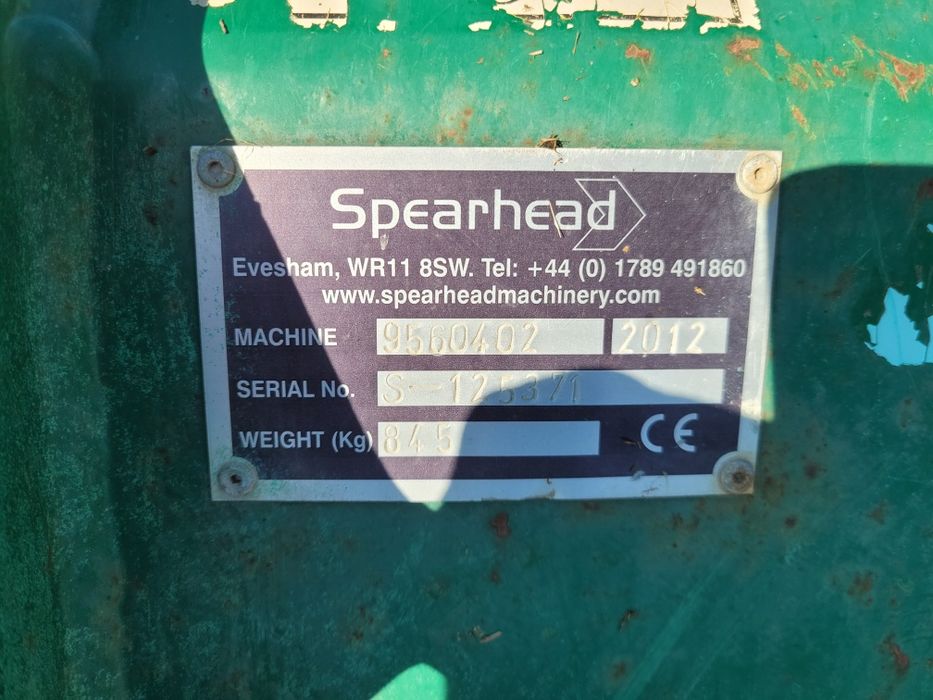 Spearhead
Evesham, WR11 8SW. Tel: +44 (0) 1789 491860
www.spearheadmachinery.com
MACHINE 9560402 2012
SERIAL No. S-125371
WEIGHT (Kg) 845 CE